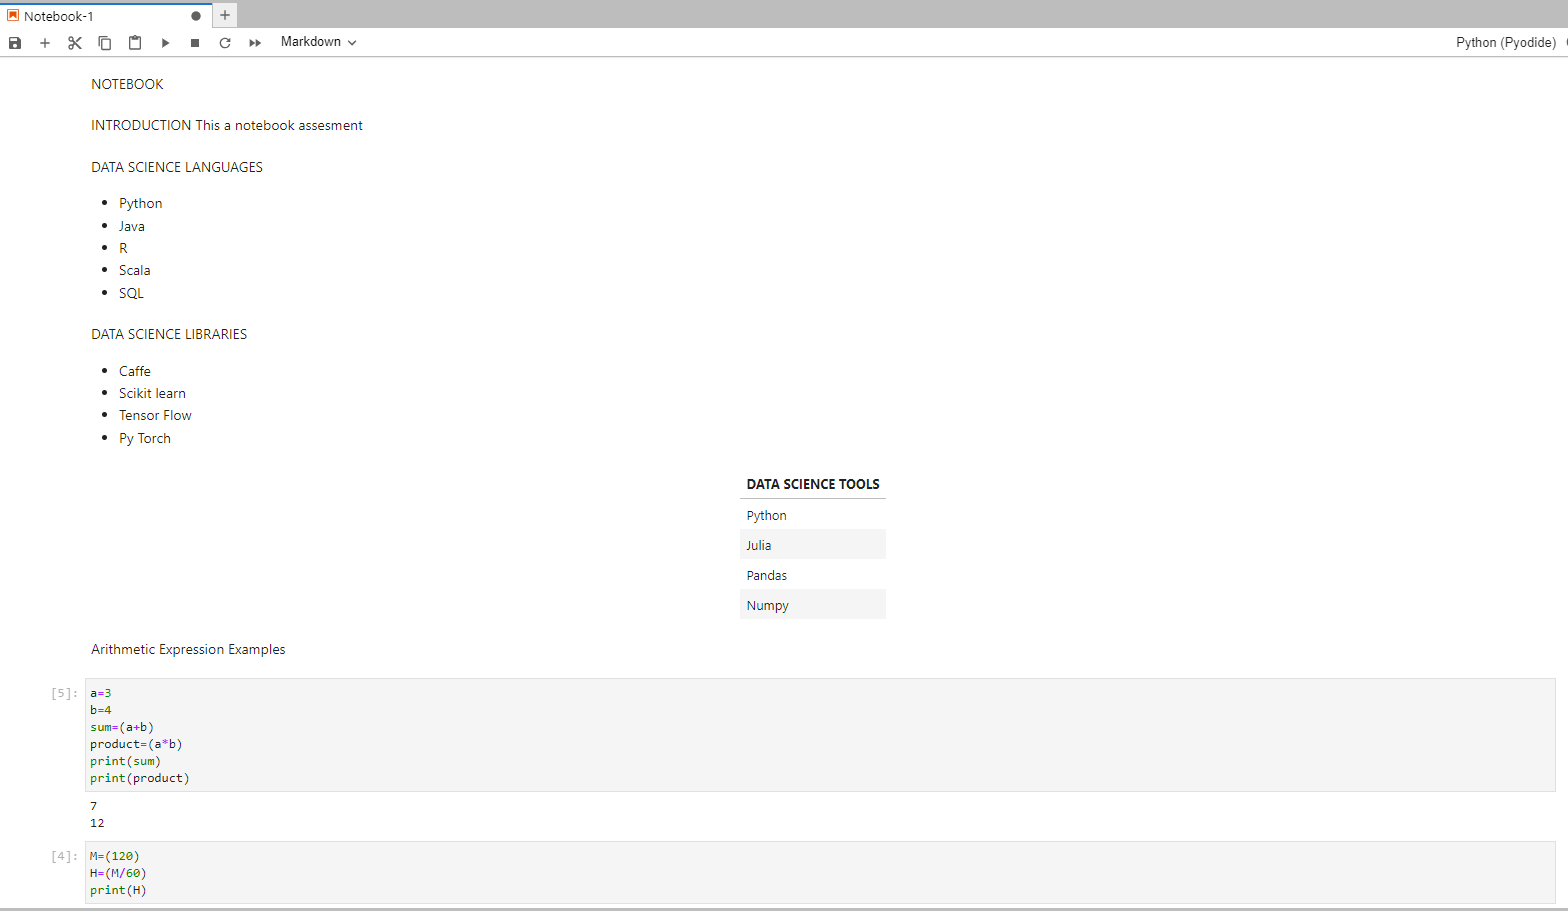 Notebook-1
Markdown
Python (Pyodide)
NOTEBOOK
INTRODUCTION This a notebook assesment
DATA SCIENCE LANGUAGES
Python
Java
R
Scala
SQL
DATA SCIENCE LIBRARIES
Caffe
Scikit learn
Tensor Flow
Py Torch
DATA SCIENCE TOOLS
Python
Julia
Pandas
Numpy
Arithmetic Expression Examples
[5]: a=3
b=4
sum=(a+b)
product=(a*b)
print(sum)
print(product)
7
12
[4]: M=(120)
H=(M/60)
print(H)